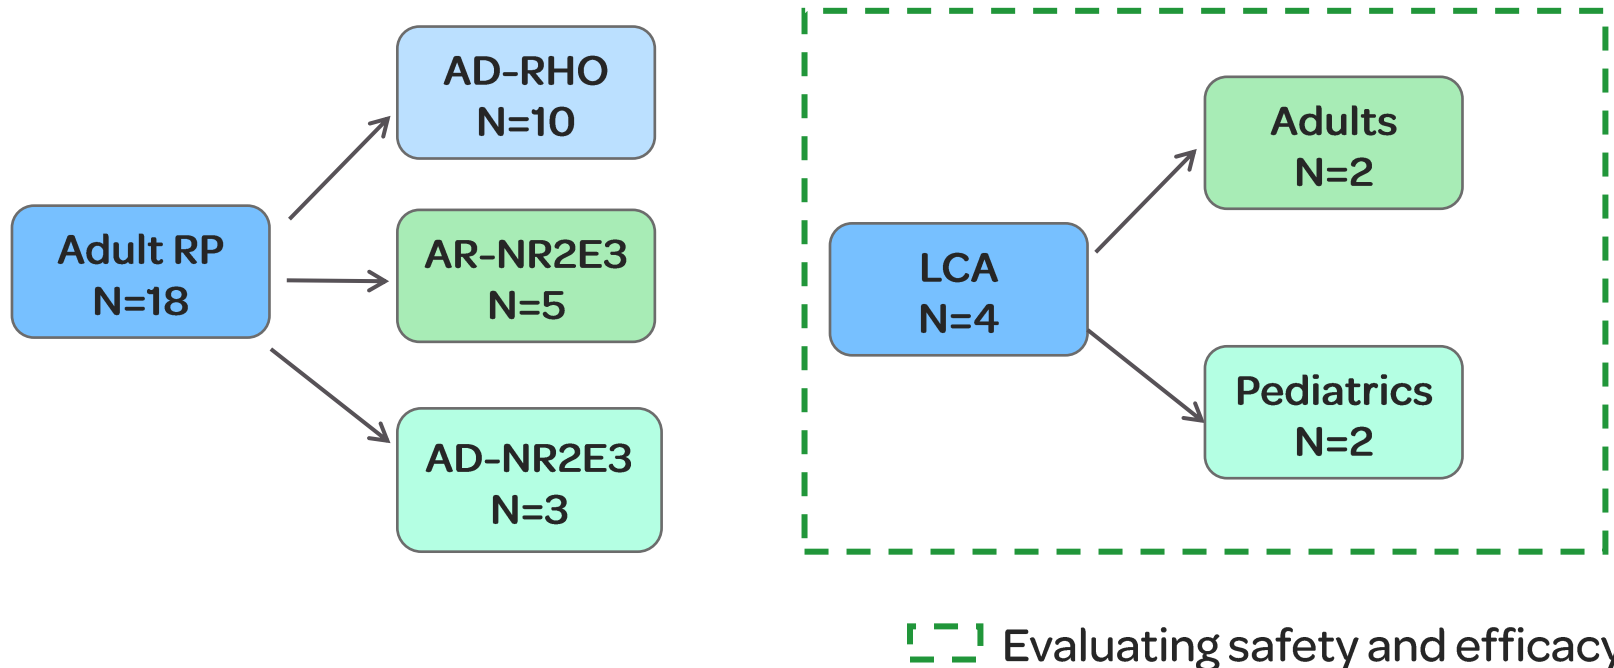 AD-RHO
N=10
Adult RP
N=18
AR-NR2E3
N=5
AD-NR2E3
N=3
Adults
N=2
LCA
N=4
Pediatrics
N=2
Evaluating safety and efficacy